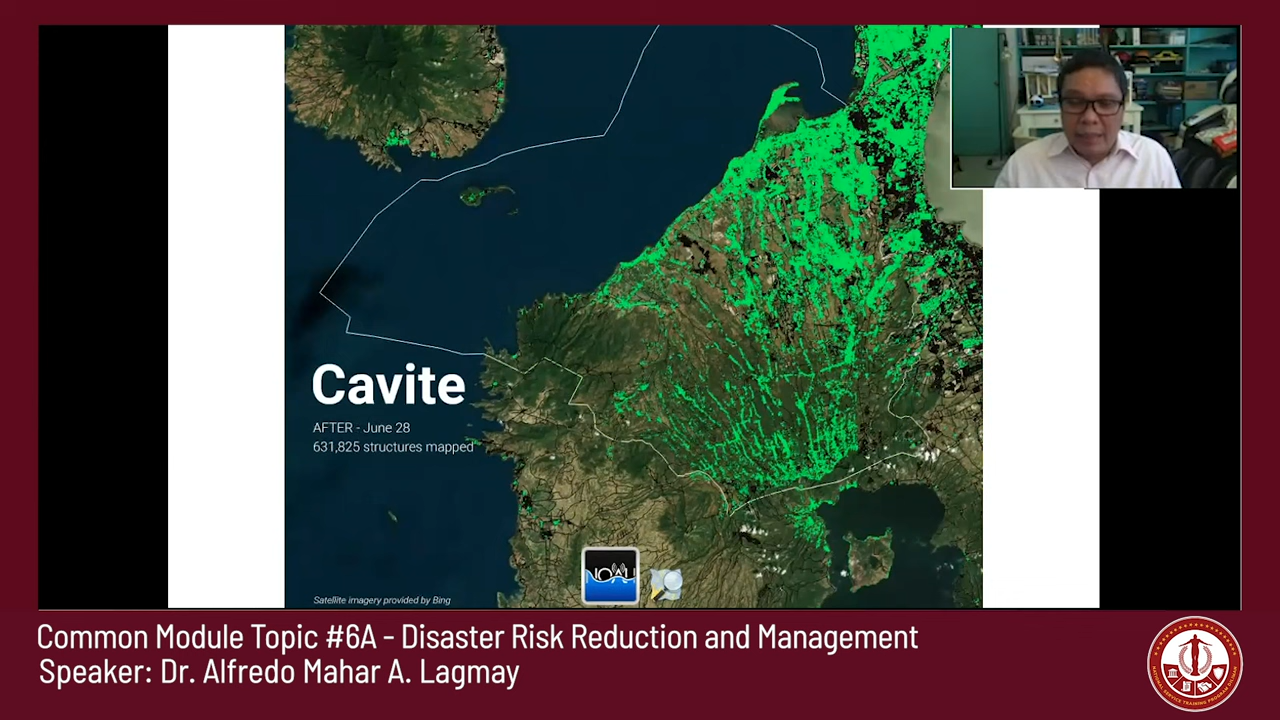 Cavite
AFTER - June 28
631,825 structures mapped
NOAH
Satellite imagery provided by Bing
Common Module Topic #6A - Disaster Risk Reduction and Management
Speaker: Dr. Alfredo Mahar A. Lagmay